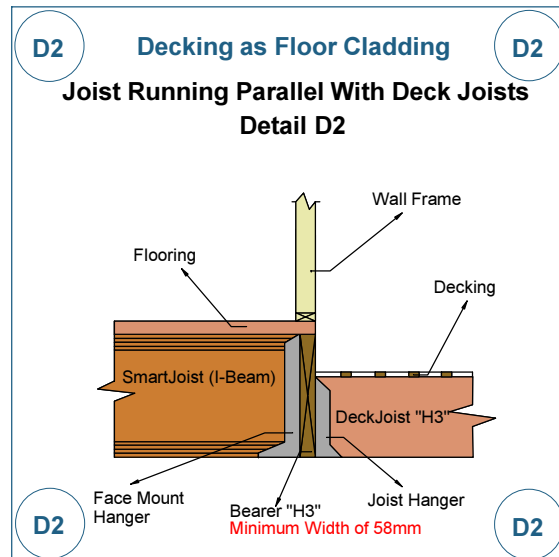 D2
Decking as Floor Cladding
D2
Joist Running Parallel With Deck Joists
Detail D2
Wall Frame
Flooring
Decking
SmartJoist (I-Beam)
DeckJoist "H3"
Face Mount
Hanger
Bearer "H3"
Minimum Width of 58mm
Joist Hanger
D2
D2